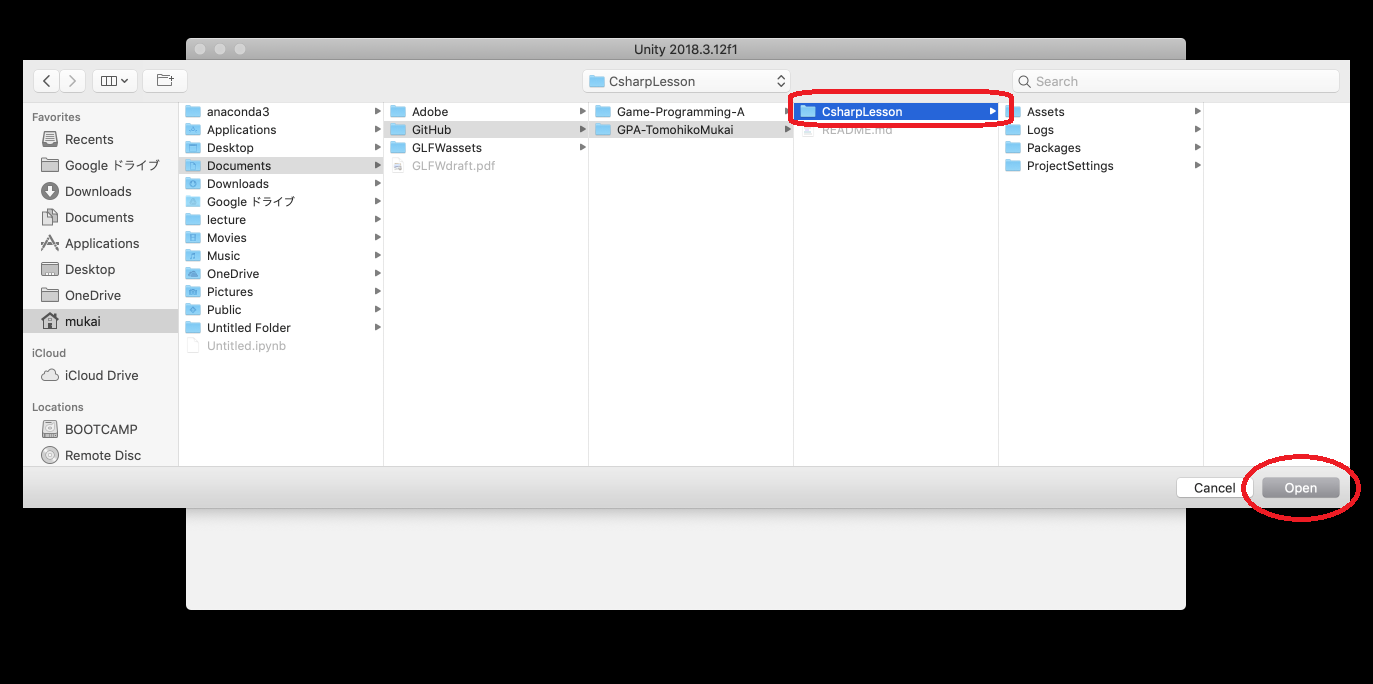 Unity 2018.3.12f1
CsharpLesson
Search
Favorites
Recents
Google ドライブ
Downloads
Documents
Applications
Desktop
OneDrive
mukai
iCloud
iCloud Drive
Locations
BOOTCAMP
Remote Disc
anaconda3
Applications
Desktop
Documents
Downloads
Google ドライブ
lecture
Movies
Music
OneDrive
Pictures
Public
Untitled Folder
Untitled.ipynb
Adobe
GitHub
GLFWassets
GLFWdraft.pdf
Game-Programming-A
GPA-TomohikoMukai
CsharpLesson
README.md
Assets
Logs
Packages
ProjectSettings
Cancel
Open